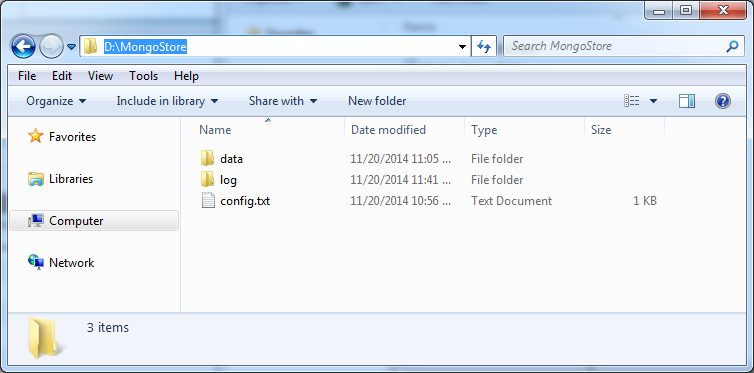 D:\MongoStore
Search MongoStore
File Edit View Tools Help
Organize Include in library Share with New folder
Name Date modified Type Size
Favorites
Libraries
Computer
Network
data 11/20/2014 11:05 ... File folder
log 11/20/2014 11:41 ... File folder
config.txt 11/20/2014 10:56 ... Text Document 1 KB
3 items